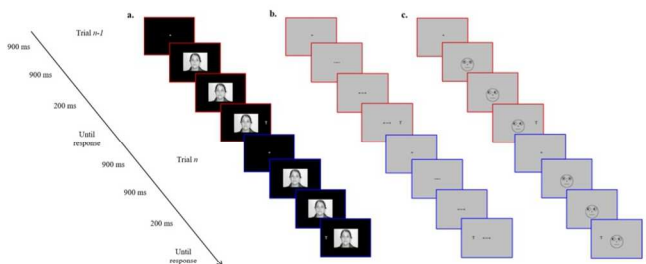 a.
b.
c.
Trial n-1
900 ms
900 ms
200 ms
Until
response
Trial n
900 ms
900 ms
200 ms
Until
response
T
T
T
T
T